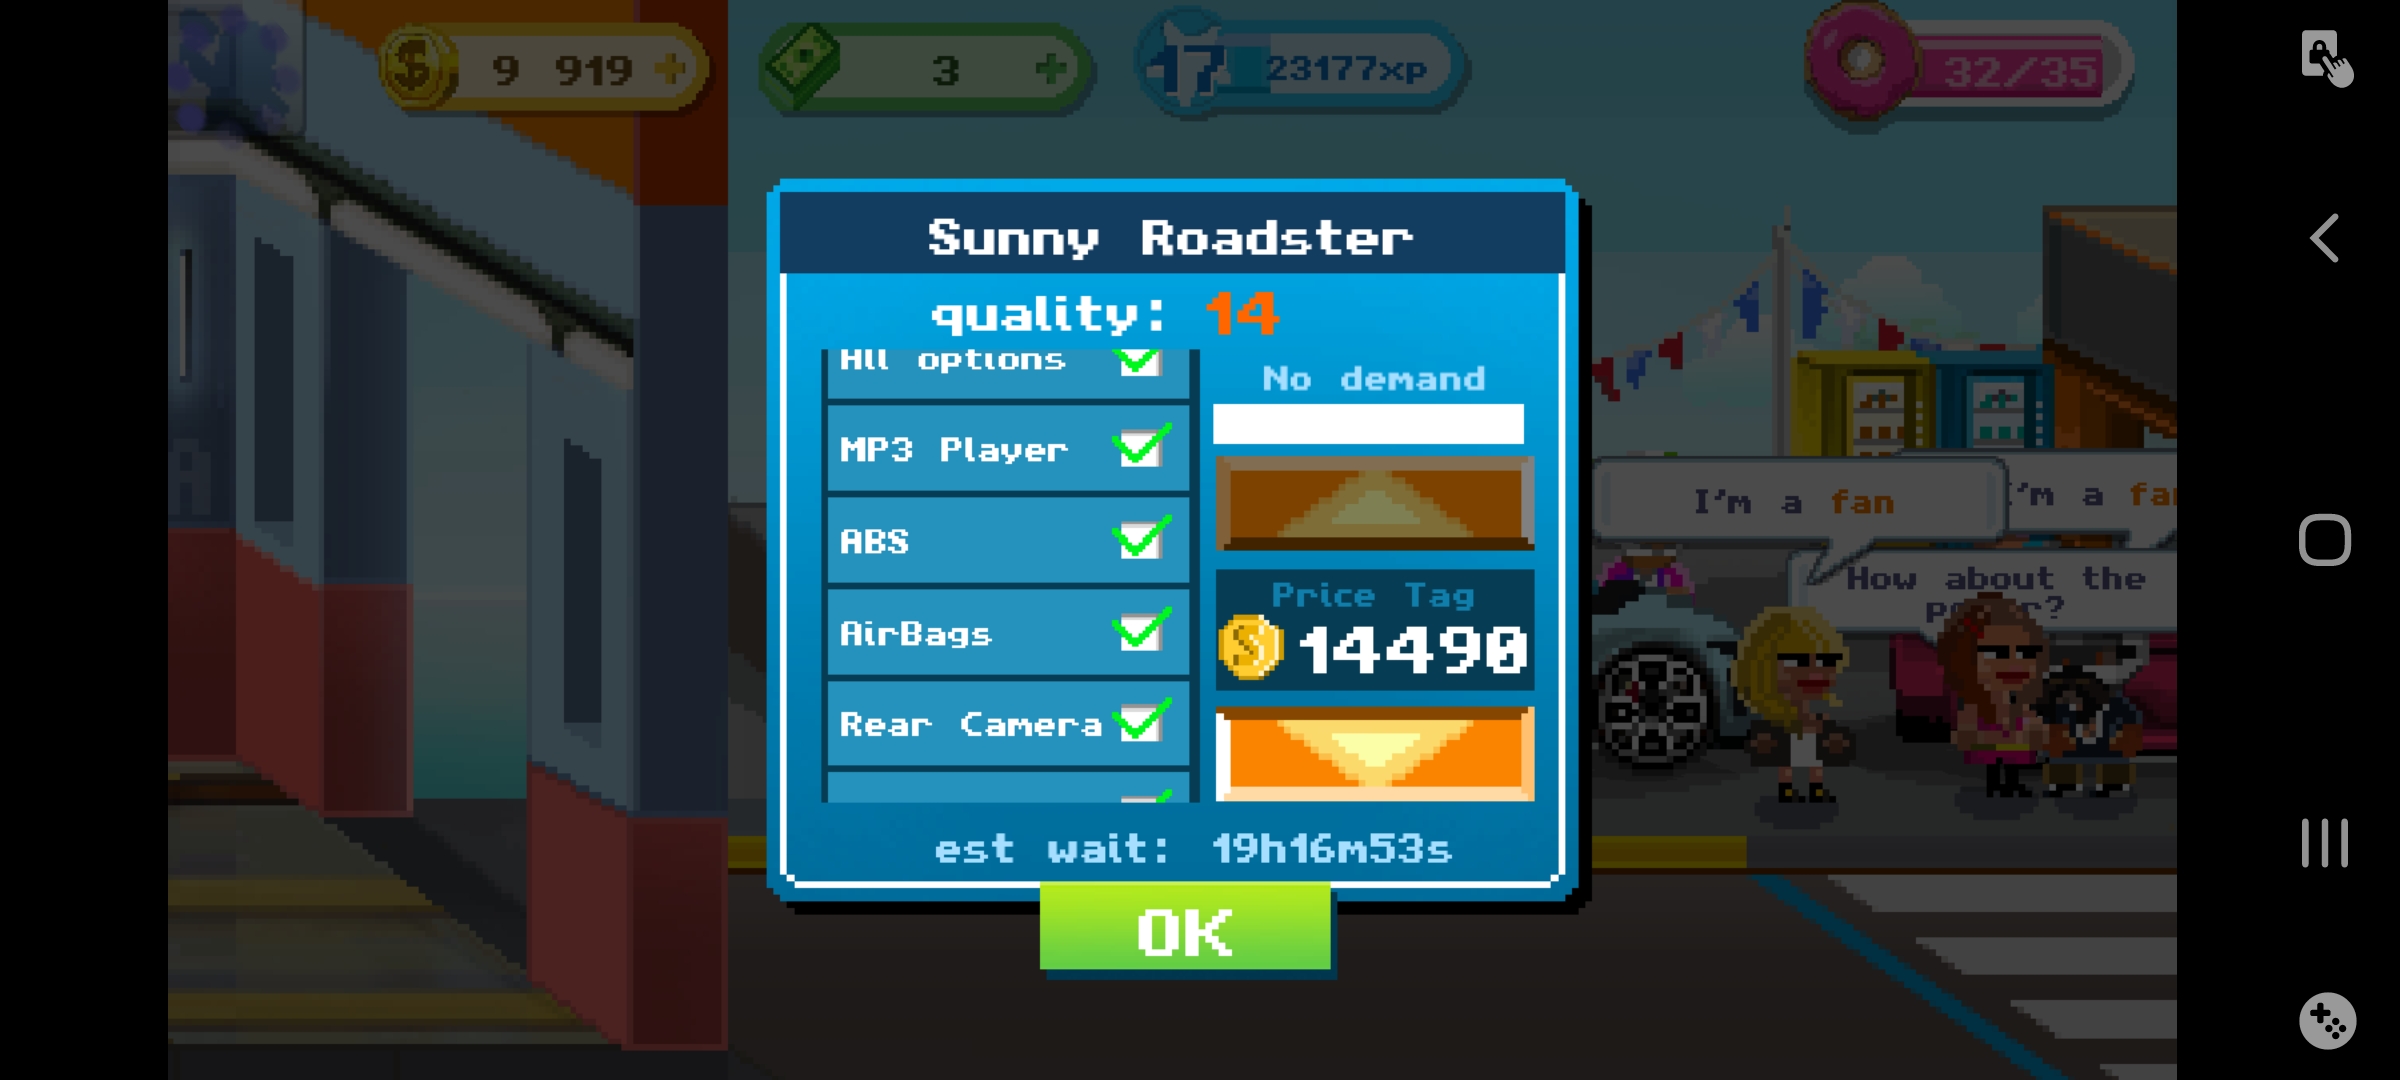 9 919
3
17
23177xp
32/35
Sunny Roadster
quality: 14
All options
MP3 Player
ABS
AirBags
Rear Camera
No demand
Price Tag
14490
est wait: 19h16m53s
OK
I'm a fan
I'm a fan
How about the